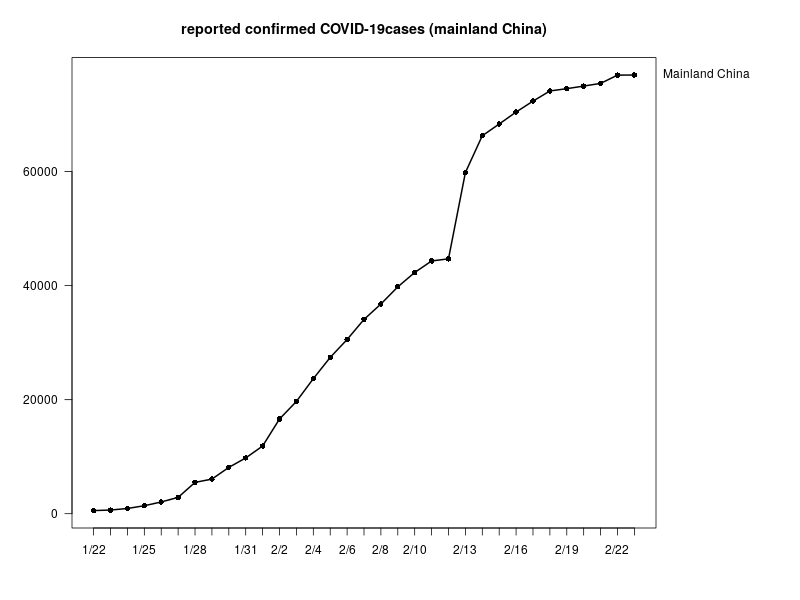 reported confirmed COVID-19cases (mainland China)
Mainland China
60000
40000
20000
0
1/22 1/25 1/28 1/31 2/2 2/4 2/6 2/8 2/10 2/13 2/16 2/19 2/22